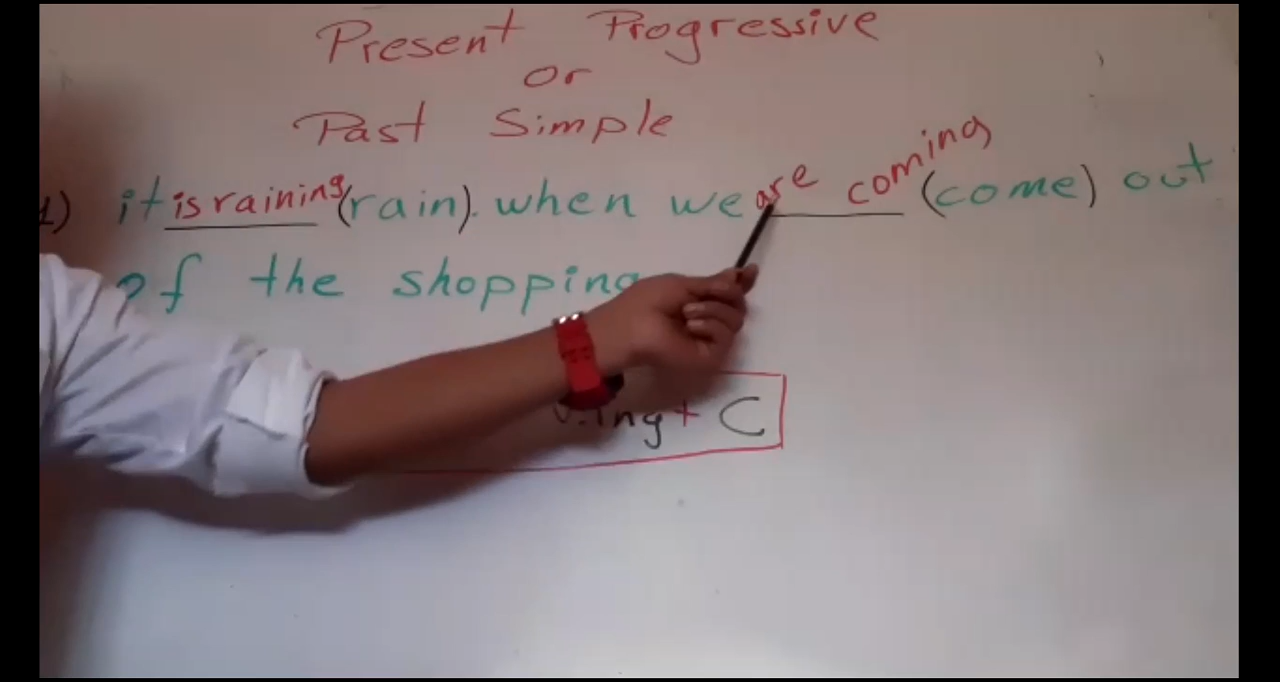 Present Progressive
or
Past Simple
1) it is raining (rain). when we are coming (come) out
of the shopping
ing + C